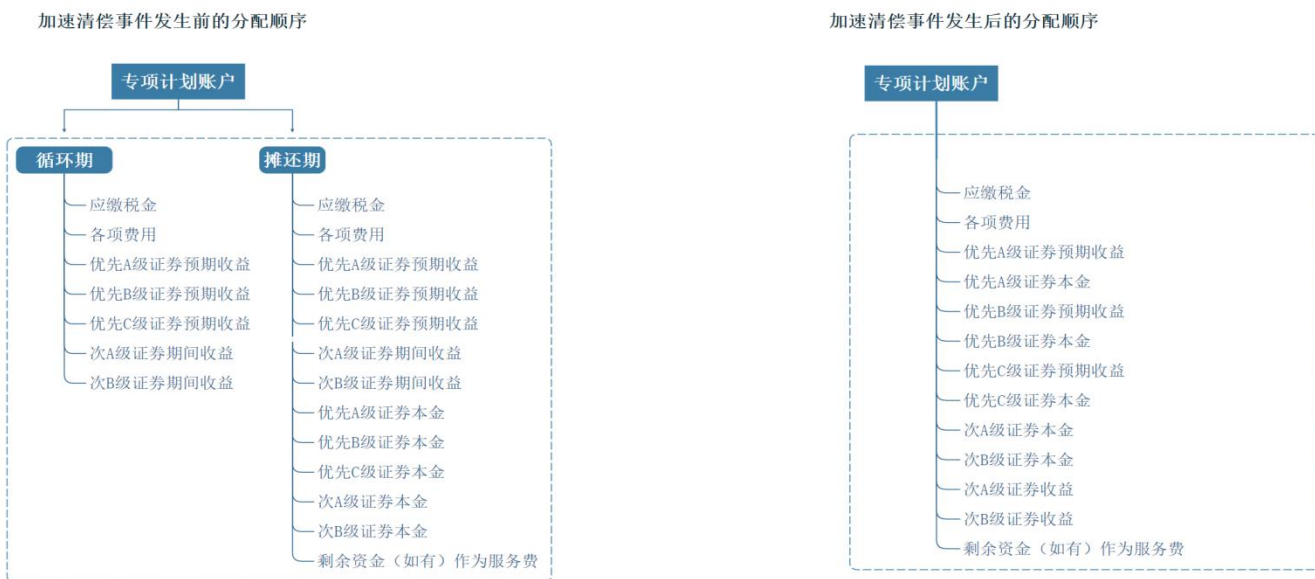 加速清偿事件发生前的分配顺序
专项计划账户
循环期
应缴税金
各项费用
优先A级证券预期收益
优先B级证券预期收益
优先C级证券预期收益
次A级证券期间收益
次B级证券期间收益
摊还期
应缴税金
各项费用
优先A级证券预期收益
优先B级证券预期收益
优先C级证券预期收益
次A级证券期间收益
次B级证券期间收益
优先A级证券本金
优先B级证券本金
优先C级证券本金
次A级证券本金
次B级证券本金
剩余资金（如有）作为服务费
加速清偿事件发生后的分配顺序
专项计划账户
应缴税金
各项费用
优先A级证券预期收益
优先A级证券本金
优先B级证券预期收益
优先B级证券本金
优先C级证券预期收益
优先C级证券本金
次A级证券本金
次B级证券本金
次A级证券收益
次B级证券收益
剩余资金（如有）作为服务费